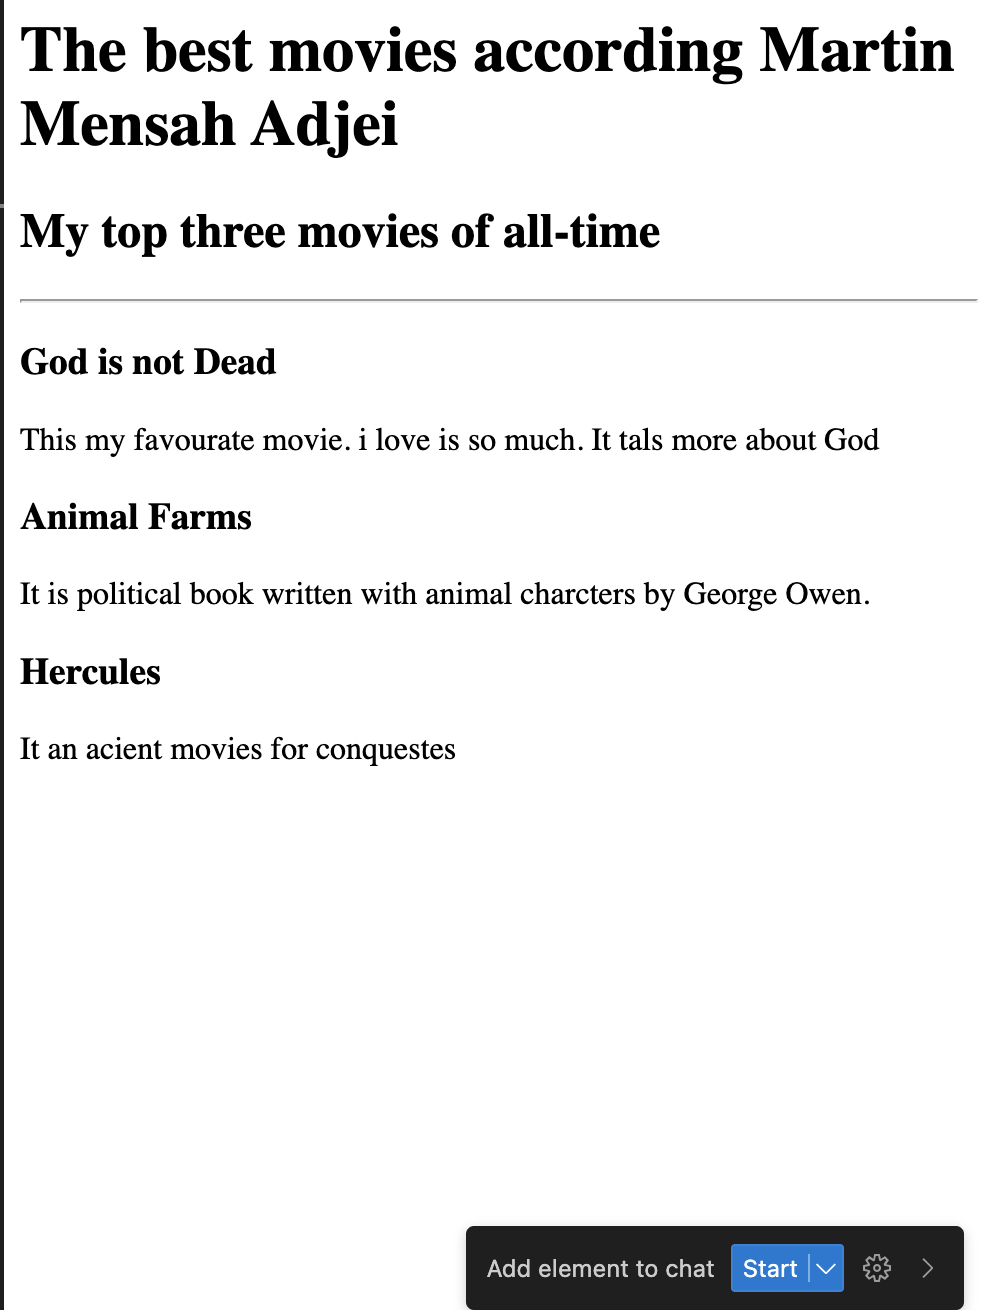 The best movies according Martin
Mensah Adjei
My top three movies of all-time
God is not Dead
This my favourate movie. i love is so much. It tals more about God
Animal Farms
It is political book written with animal charcters by George Owen.
Hercules
It an acient movies for conquestes
Add element to chat Start